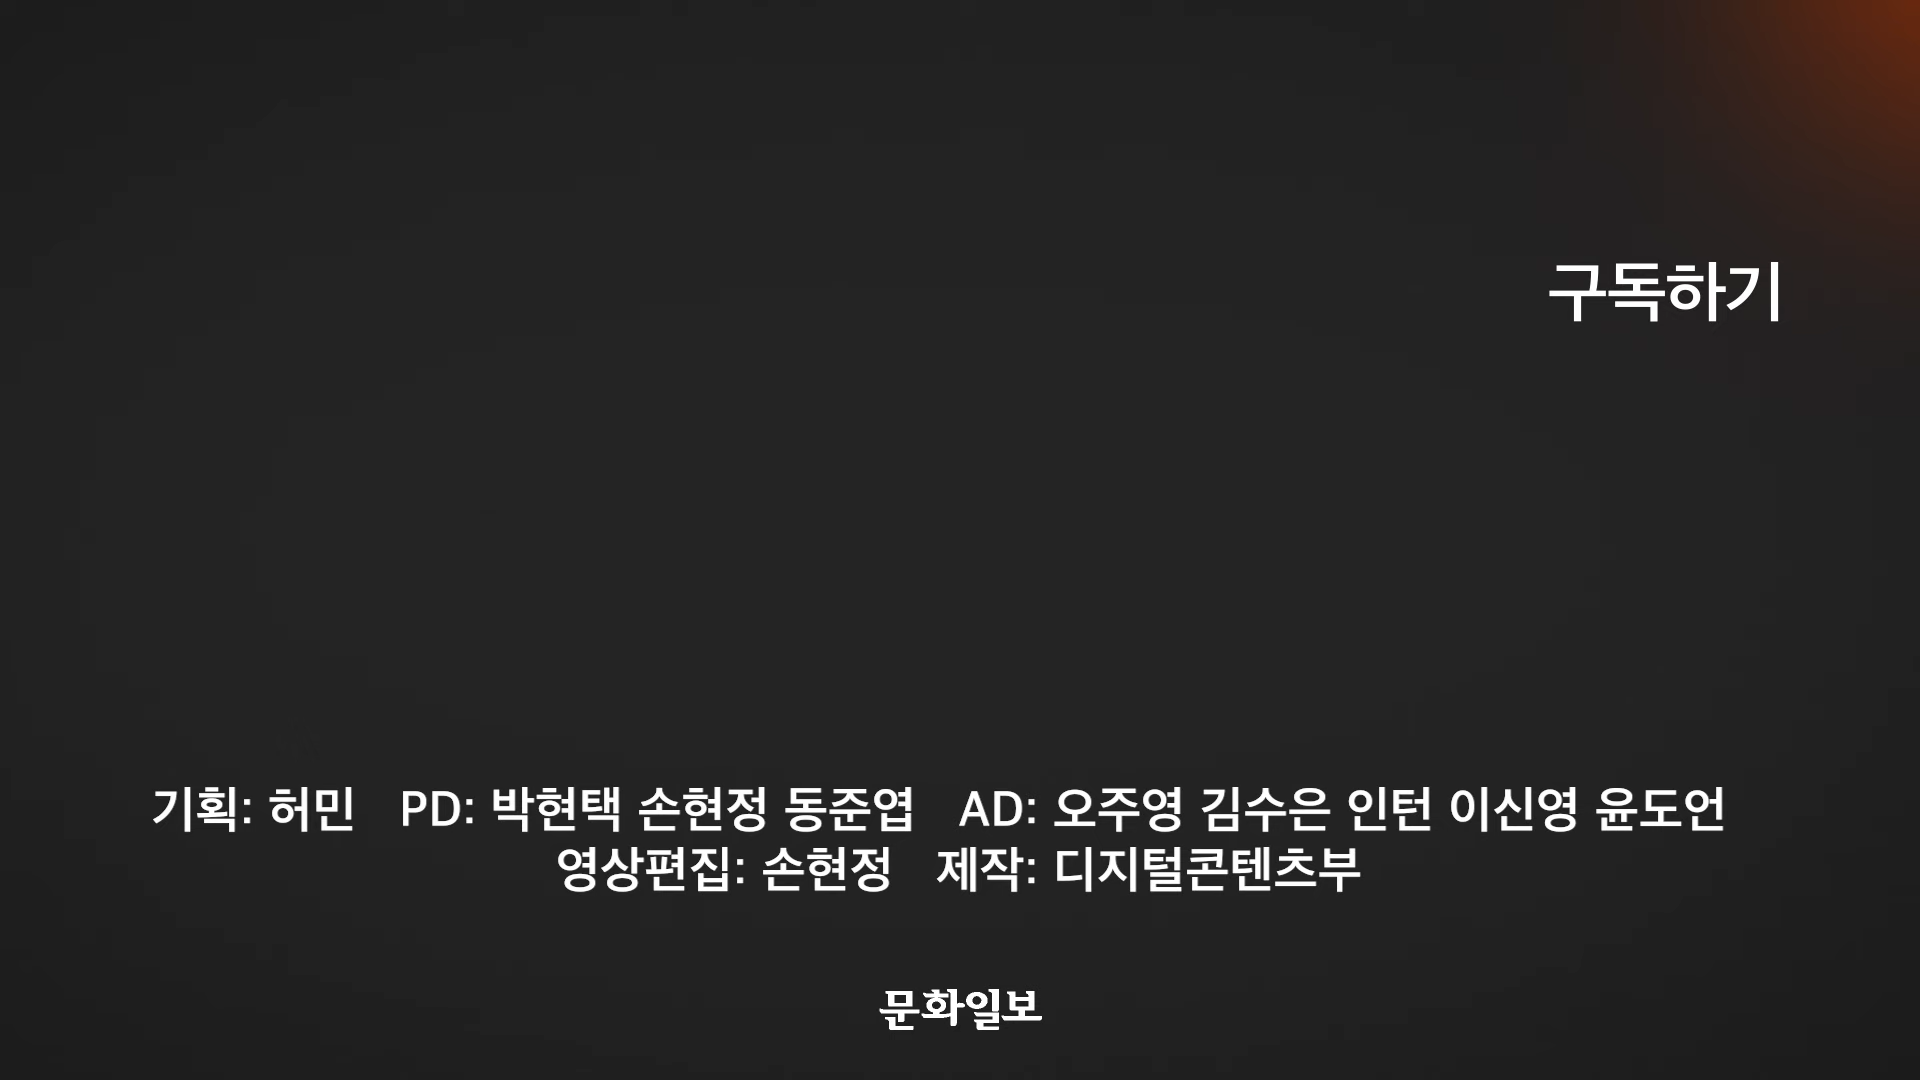 구독하기
기획: 허민 PD: 박현택 손현정 동준엽 AD: 오주영 김수은 인턴 이신영 윤도언
영상편집: 손현정 제작: 디지털콘텐츠부
문화일보